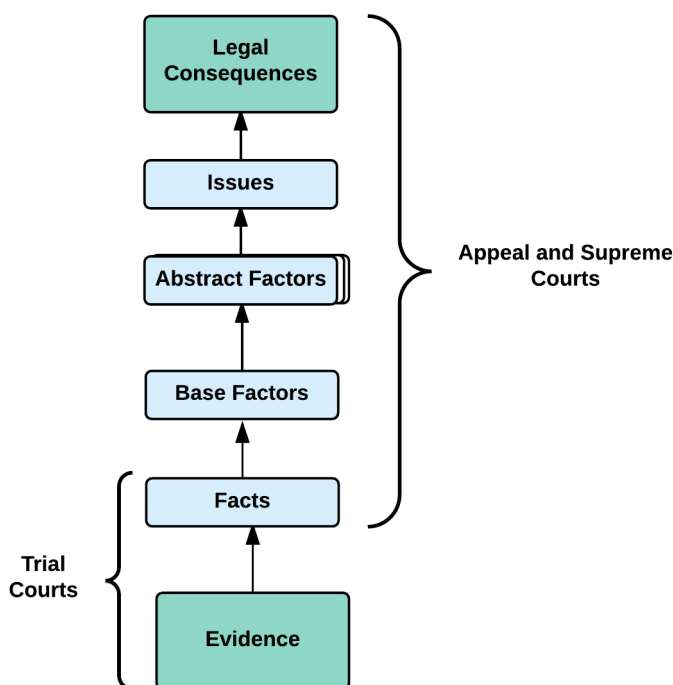 Legal
Consequences
Issues
Abstract Factors
Appeal and Supreme
Courts
Base Factors
Facts
Trial
Courts
Evidence